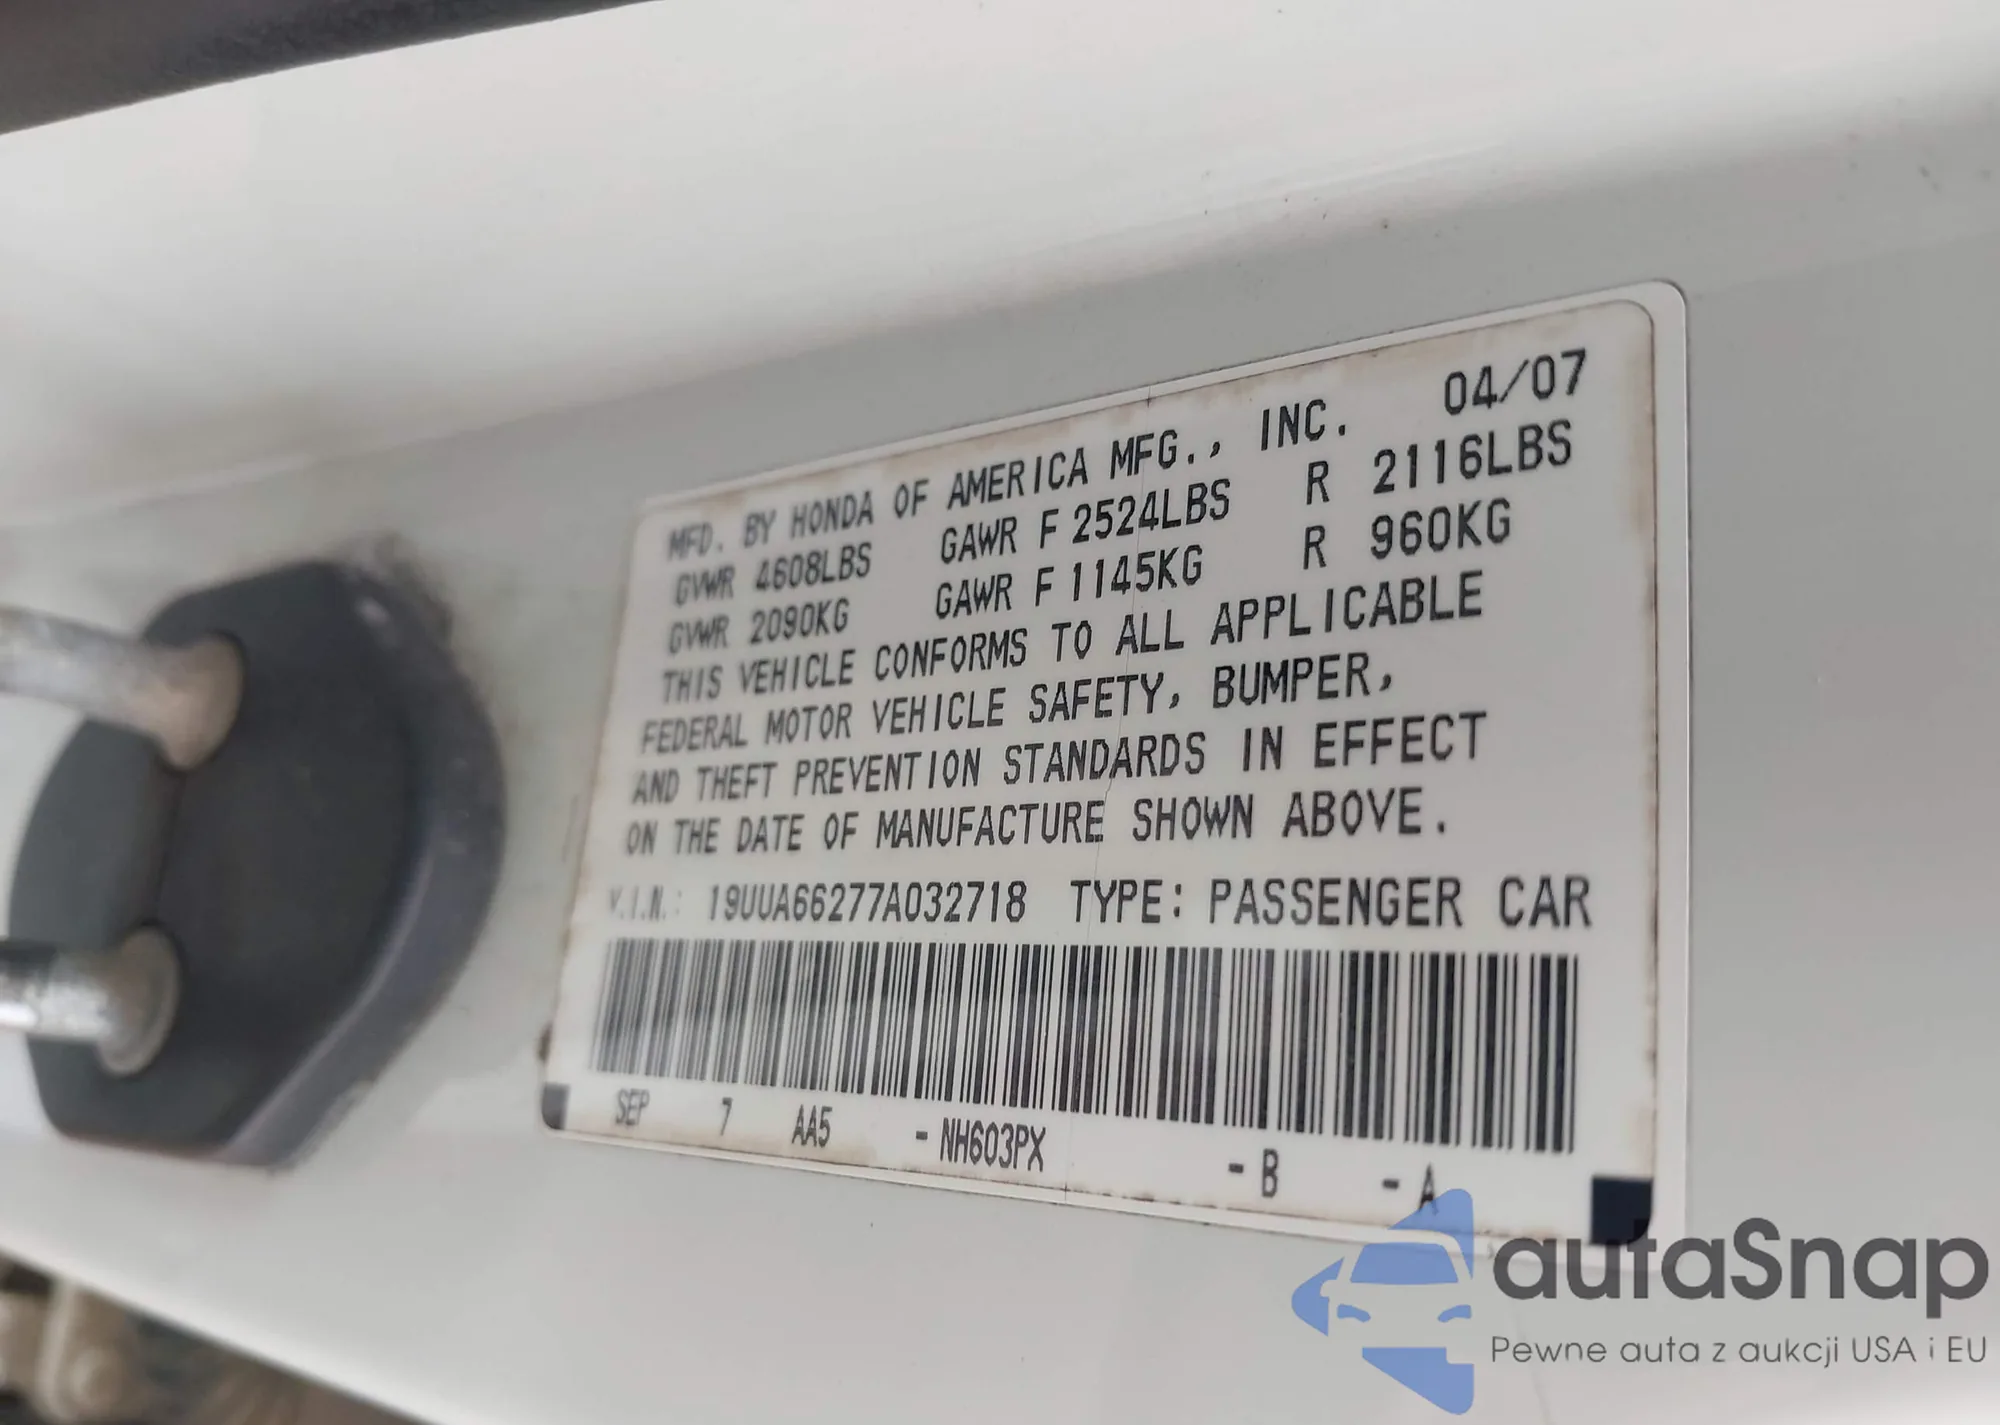 MFD. BY HONDA OF AMERICA MFG., INC. 04/07
GVWR 4608LBS GAWR F 2524LBS R 2116LBS
GVWR 2090KG GAWR F 1145KG R 960KG
THIS VEHICLE CONFORMS TO ALL APPLICABLE
FEDERAL MOTOR VEHICLE SAFETY, BUMPER,
AND THEFT PREVENTION STANDARDS IN EFFECT
ON THE DATE OF MANUFACTURE SHOWN ABOVE.
V.I.N.: 19UUA66277A032718 TYPE: PASSENGER CAR
SEP 7 AA5 -NH603PX -B -A
autaSnap
Pewne auta z aukcji USA i EU